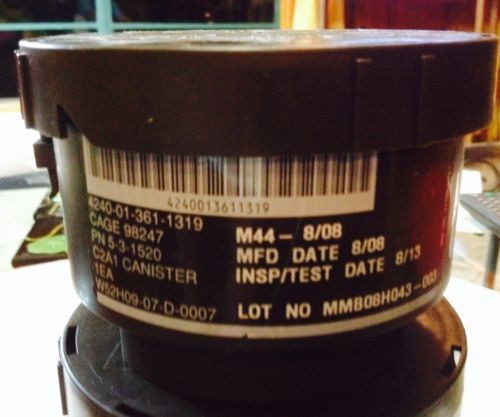 4240013611319
4240-01-361-1319
CAGE 98247
PN 5-3-1520
C2A1 CANISTER
1EA
W52H09-07-D-0007
M44 - 8/08
MFD DATE 8/08
INSP/TEST DATE 8/13
LOT NO MMB08H043-003